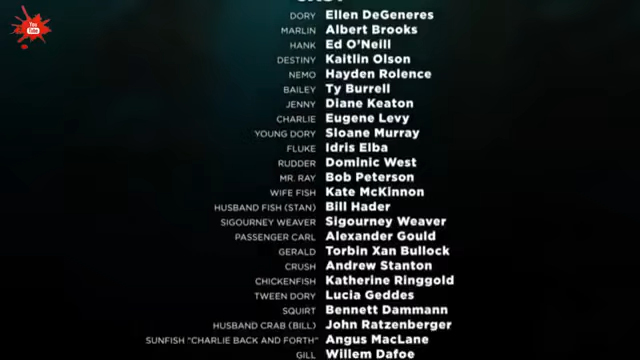 CAST
You
Tube
DORY Ellen DeGeneres
MARLIN Albert Brooks
HANK Ed O'Neill
DESTINY Kaitlin Olson
NEMO Hayden Rolence
BAILEY Ty Burrell
JENNY Diane Keaton
CHARLIE Eugene Levy
YOUNG DORY Sloane Murray
FLUKE Idris Elba
RUDDER Dominic West
MR. RAY Bob Peterson
WIFE FISH Kate McKinnon
HUSBAND FISH (STAN) Bill Hader
SIGOURNEY WEAVER Sigourney Weaver
PASSENGER CARL Alexander Gould
GERALD Torbin Xan Bullock
CRUSH Andrew Stanton
CHICKENFISH Katherine Ringgold
TWEEN DORY Lucia Geddes
SQUIRT Bennett Dammann
HUSBAND CRAB (BILL) John Ratzenberger
SUNFISH "CHARLIE BACK AND FORTH" Angus MacLane
GILL Willem Dafoe